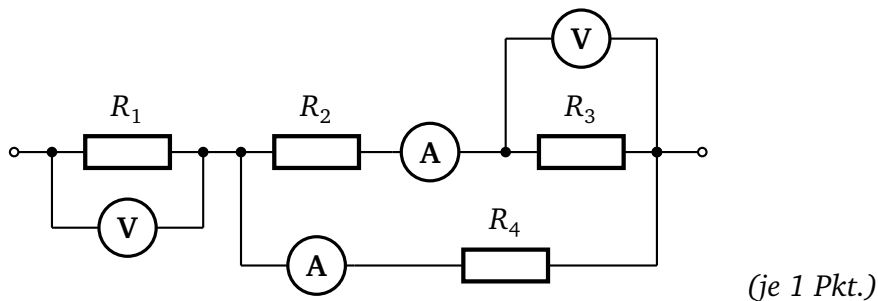 V
R₁ R₂ R₃
A
V
R₄
A
(je 1 Pkt.)